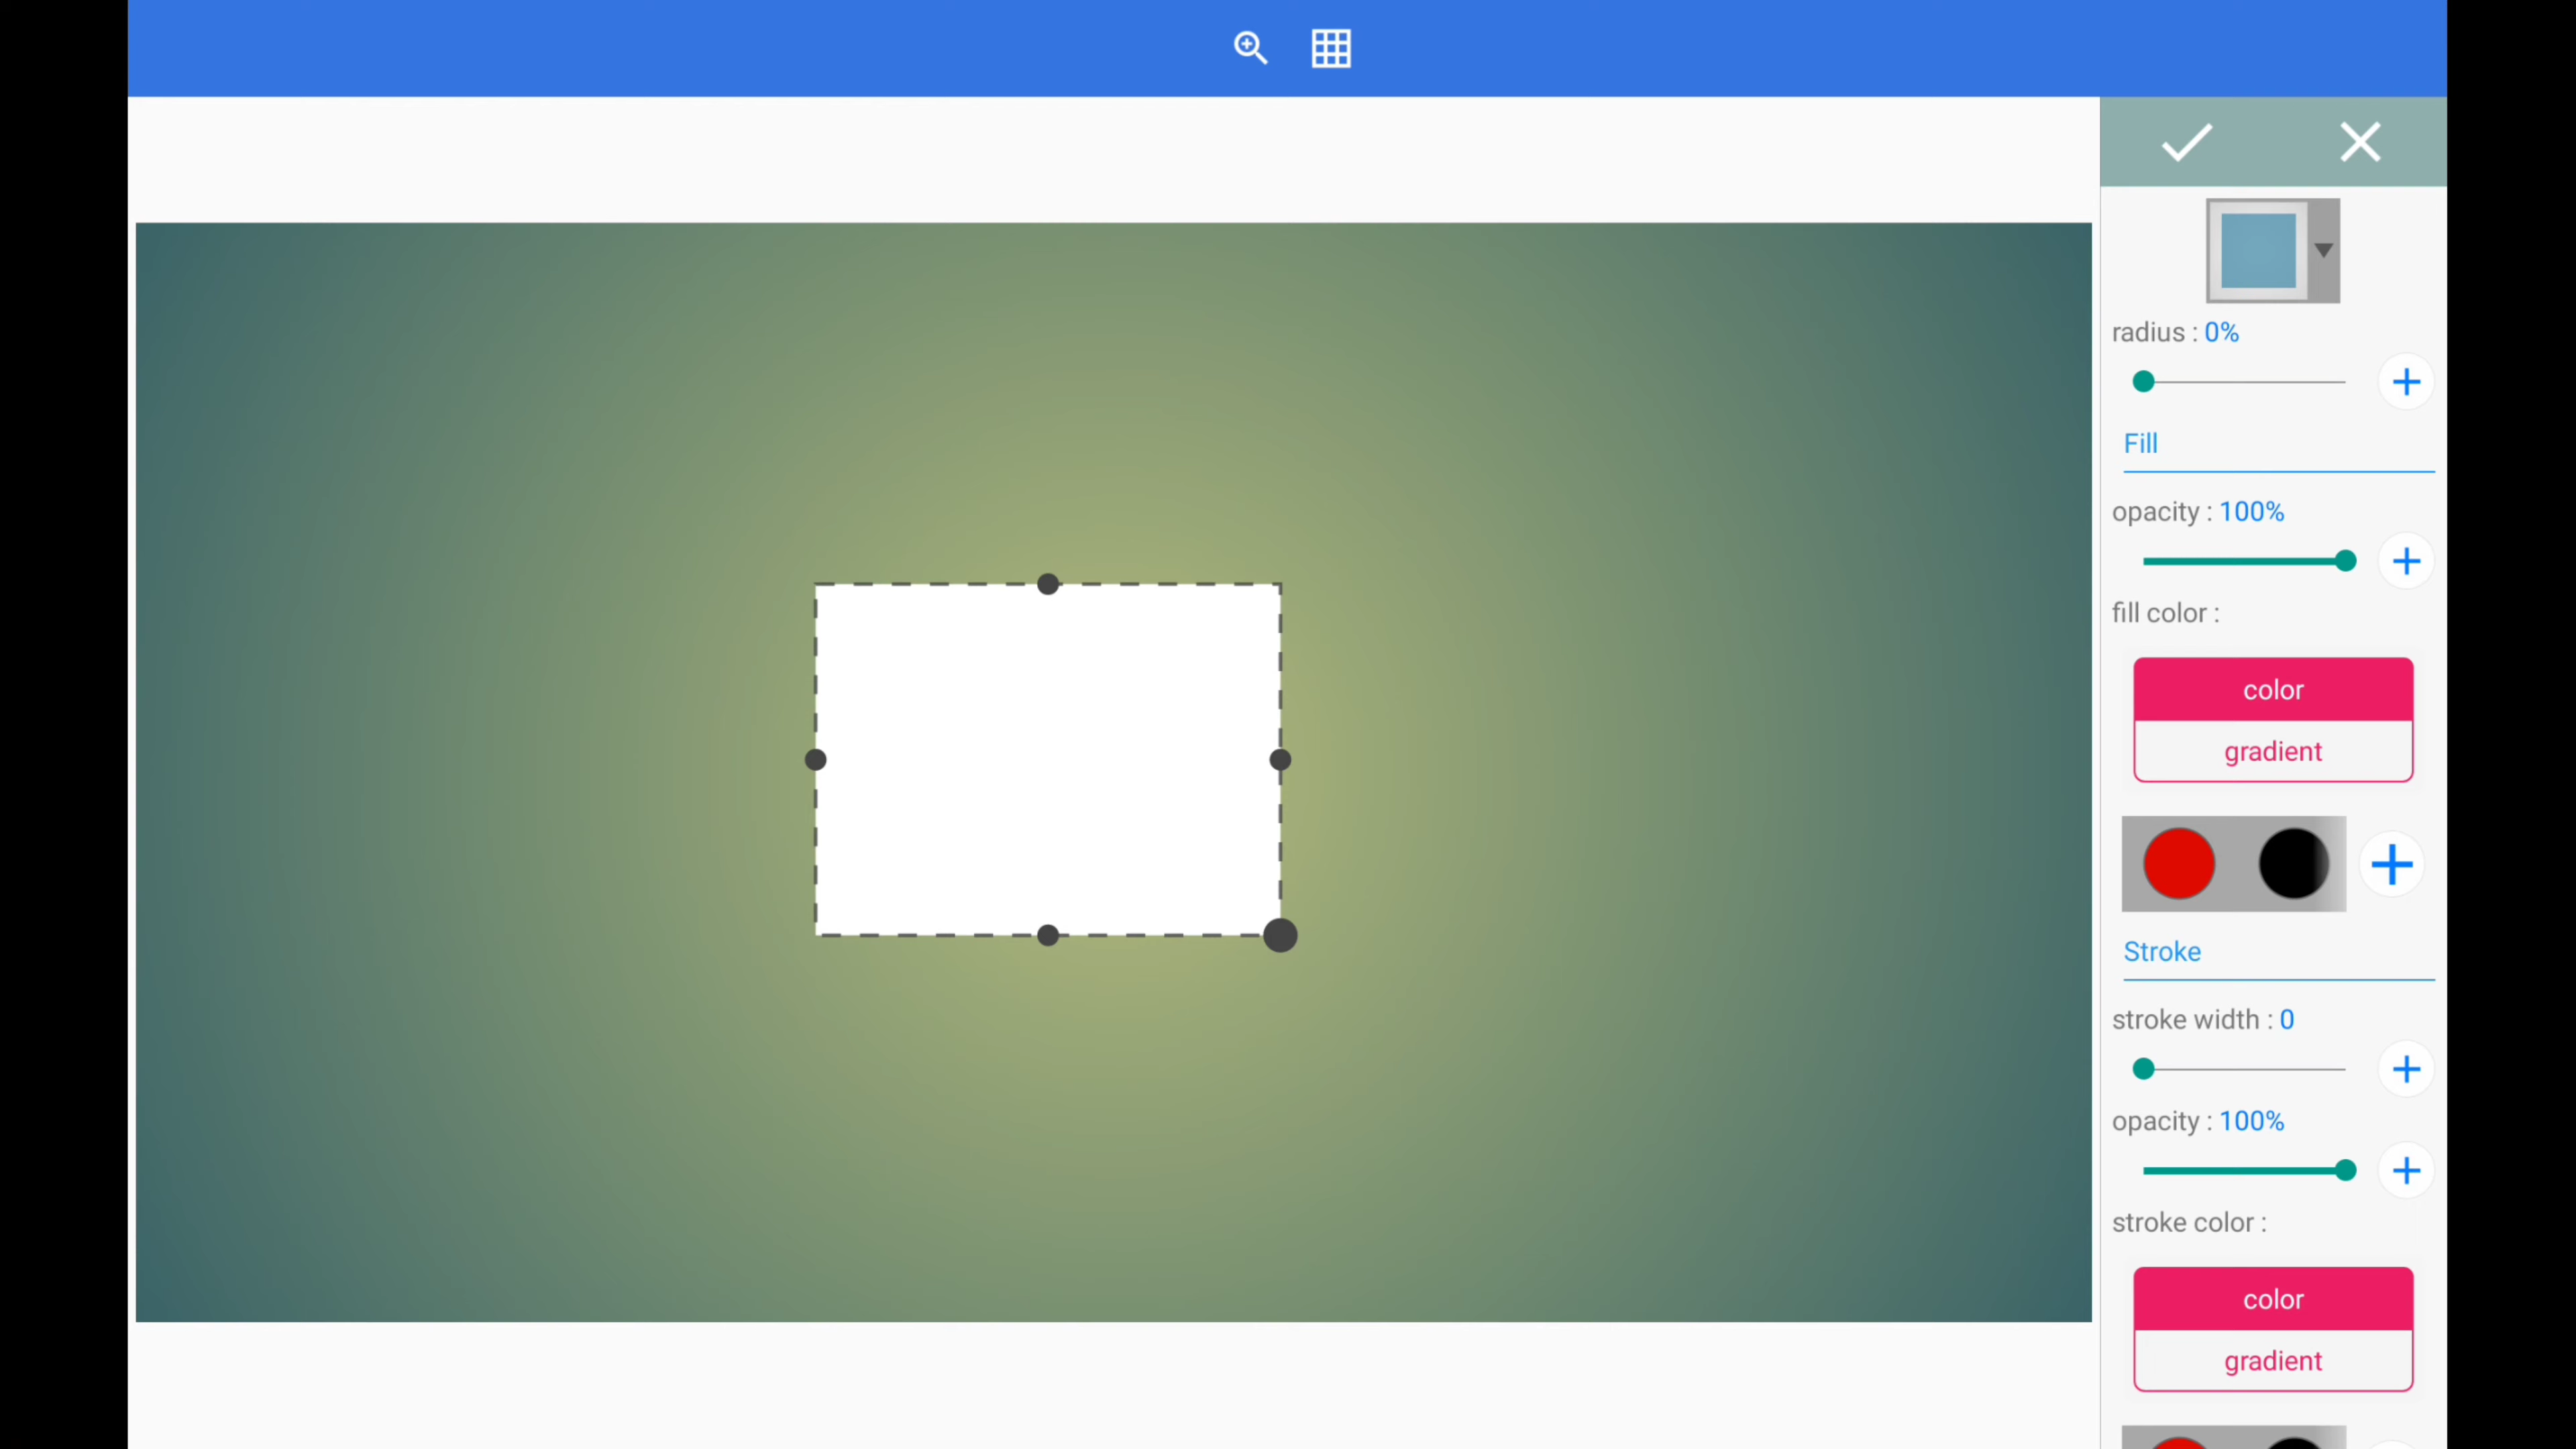 radius : 0%
Fill
opacity : 100%
fill color :
color
gradient
Stroke
stroke width : 0
opacity : 100%
stroke color :
color
gradient